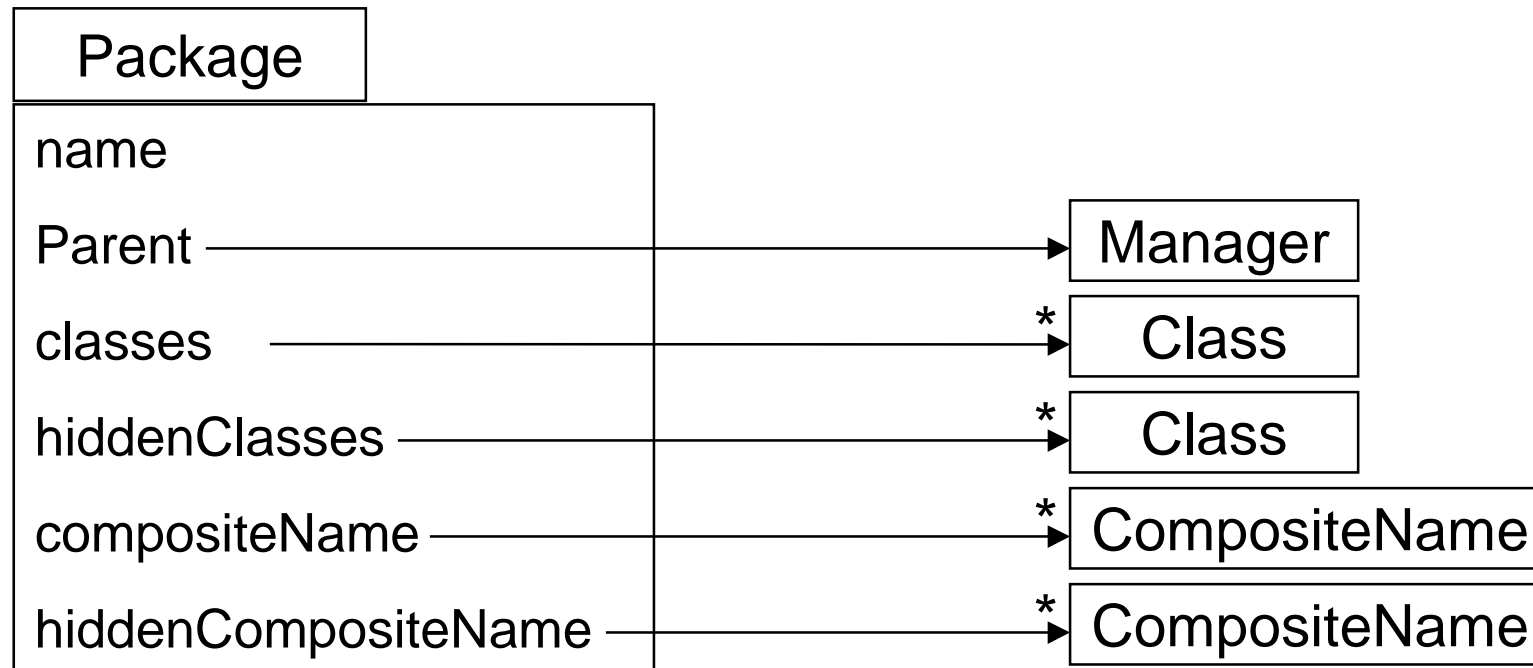 Package
name
Parent Manager
classes * Class
hiddenClasses * Class
compositeName * CompositeName
hiddenCompositeName * CompositeName